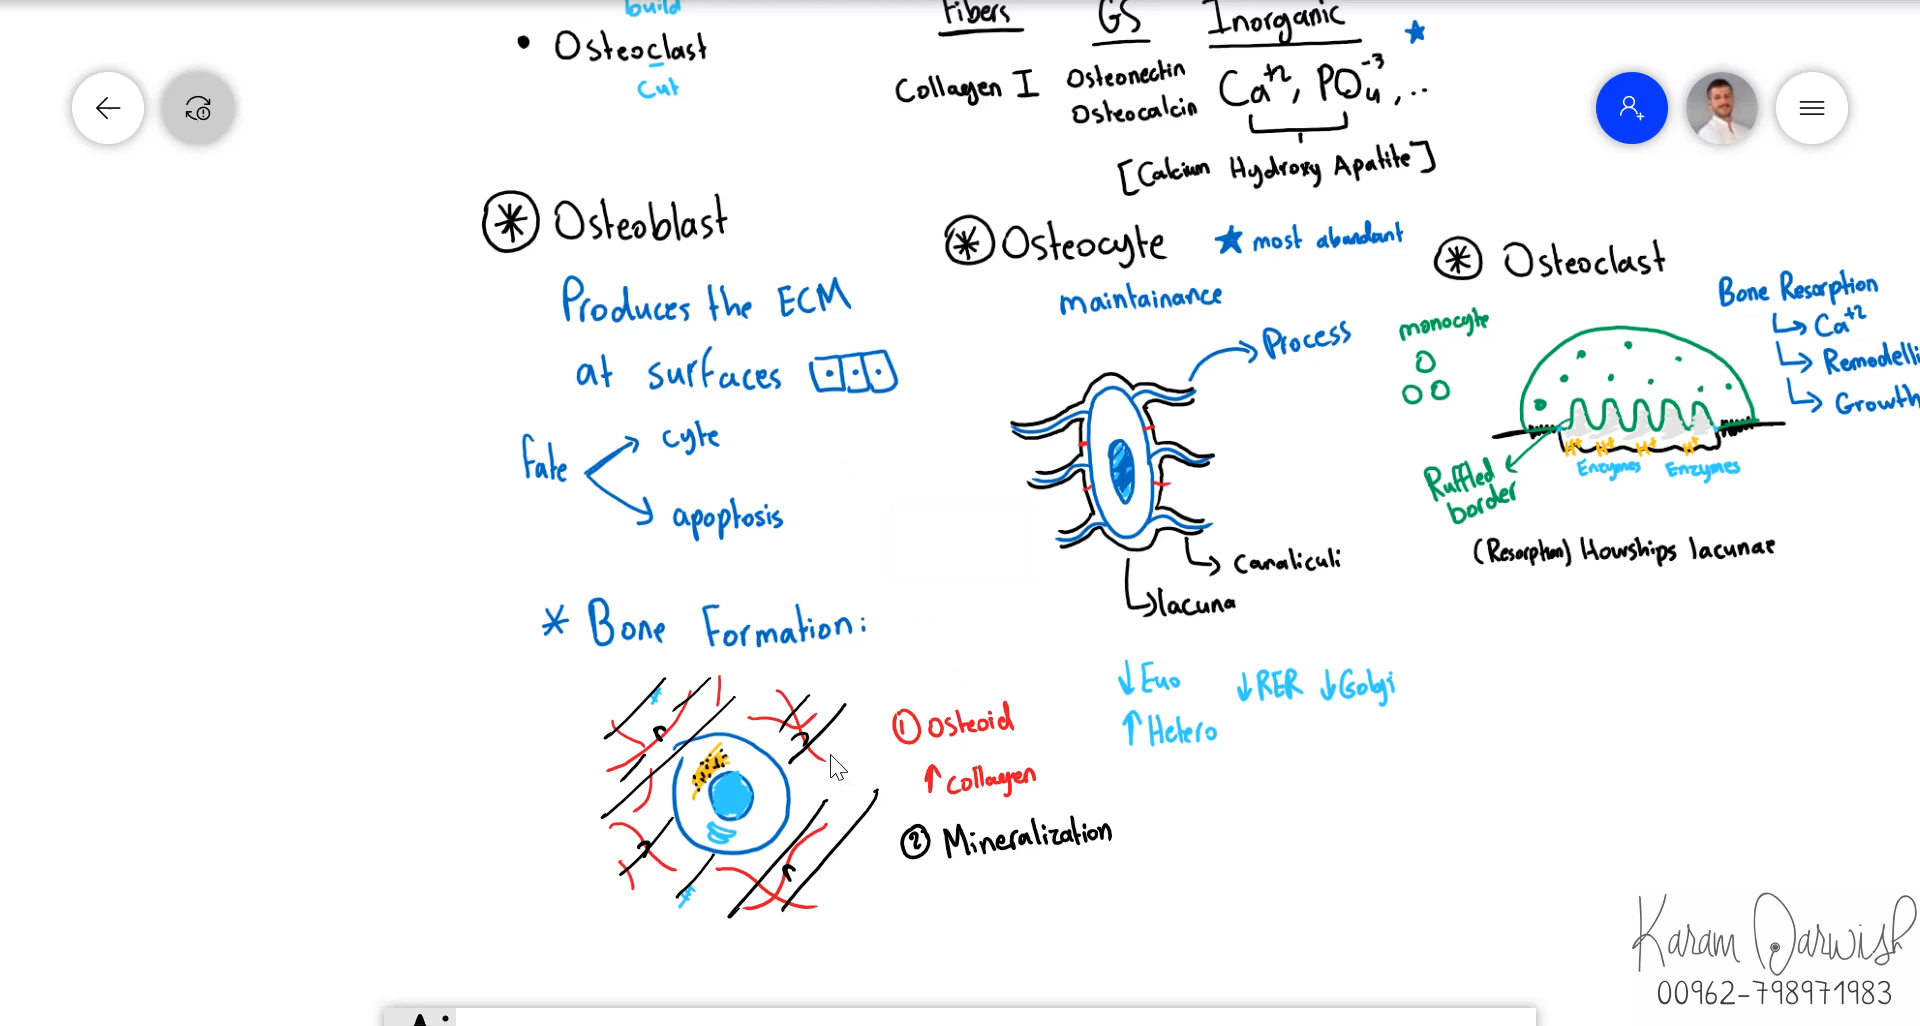 build
• Osteoclast
cut
Fibers
Collagen I
GS
Osteonectin
Osteocalcin
Inorganic
Ca+2, PO4-3, ..
[Calcium Hydroxy Apatite]
* Osteoblast
Produces the ECM
at surfaces
fate
cyte
apoptosis
* Osteocyte
most abundant
maintainance
Process
Canaliculi
lacuna
↓Euo
↑Hetero
↓RER ↓Golgi
* Osteoclast
monocyte
Bone Resorption
Ca+2
Remodelli
Growth
H+ H+ H+ H+
Enzymes Enzymes
Ruffled
border
(Resorption) Howships lacunae
* Bone Formation:
① Osteoid
↑ Collagen
② Mineralization
Karam Darwish
00962-798971983